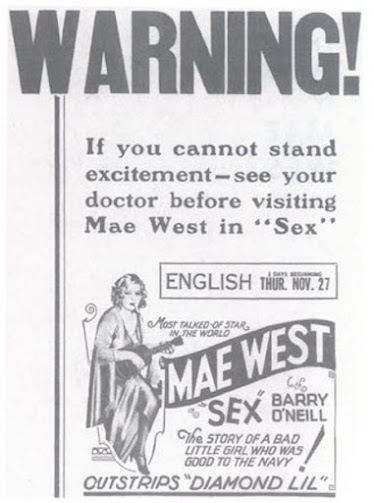 WARNING!
If you cannot stand
excitement—see your
doctor before visiting
Mae West in "Sex"
ENGLISH 3 DAYS BEGINNING THUR. NOV. 27
MOST TALKED-OF STAR
IN THE WORLD
MAE WEST
in "SEX" BARRY
O'NEILL
The STORY OF A BAD
LITTLE GIRL WHO WAS
GOOD TO THE NAVY!
OUTSTRIPS "DIAMOND LIL"